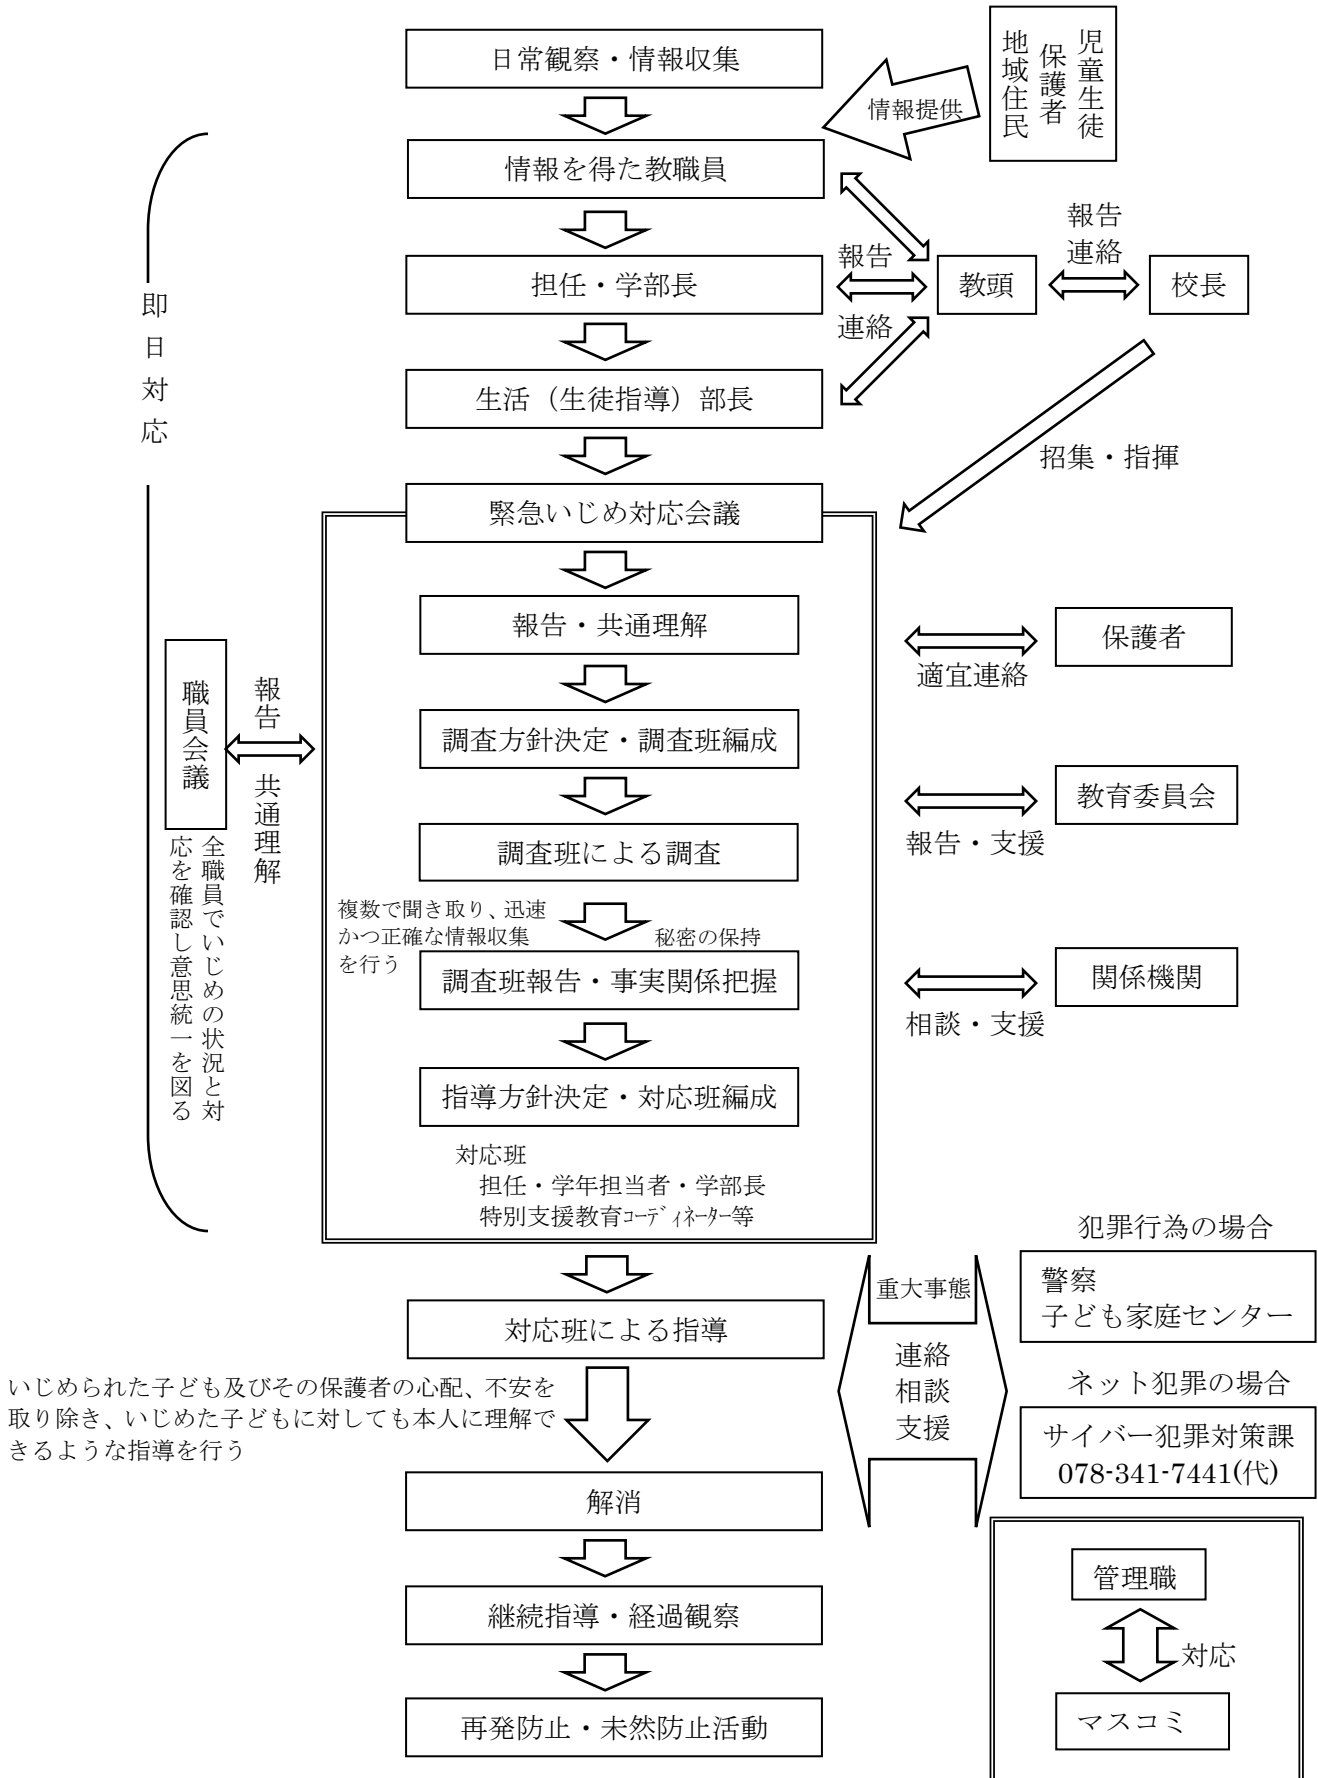 日常観察・情報収集
児童生徒
保護者
地域住民
情報提供
情報を得た教職員
報告
連絡
担任・学部長
報告
連絡
教頭
校長
即日対応
生活（生徒指導）部長
招集・指揮
緊急いじめ対応会議
報告・共通理解
保護者
適宜連絡
職員会議
報告
共通理解
全職員でいじめの状況と対
応を確認し意思統一を図る
調査方針決定・調査班編成
教育委員会
報告・支援
調査班による調査
複数で聞き取り、迅速
かつ正確な情報収集
を行う
秘密の保持
調査班報告・事実関係把握
関係機関
相談・支援
指導方針決定・対応班編成
対応班
担任・学年担当者・学部長
特別支援教育ｺｰﾃﾞｨﾈｰﾀｰ等
犯罪行為の場合
警察
子ども家庭センター
重大事態
連絡
相談
支援
対応班による指導
ネット犯罪の場合
サイバー犯罪対策課
078-341-7441(代)
いじめられた子ども及びその保護者の心配、不安を
取り除き、いじめた子どもに対しても本人に理解で
きるような指導を行う
解消
継続指導・経過観察
再発防止・未然防止活動
管理職
対応
マスコミ